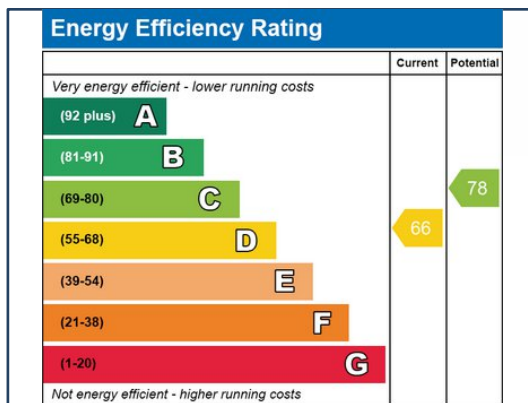 Energy Efficiency Rating
Current Potential
Very energy efficient - lower running costs
(92 plus) A
(81-91) B
(69-80) C
78
(55-68) D
66
(39-54) E
(21-38) F
(1-20) G
Not energy efficient - higher running costs